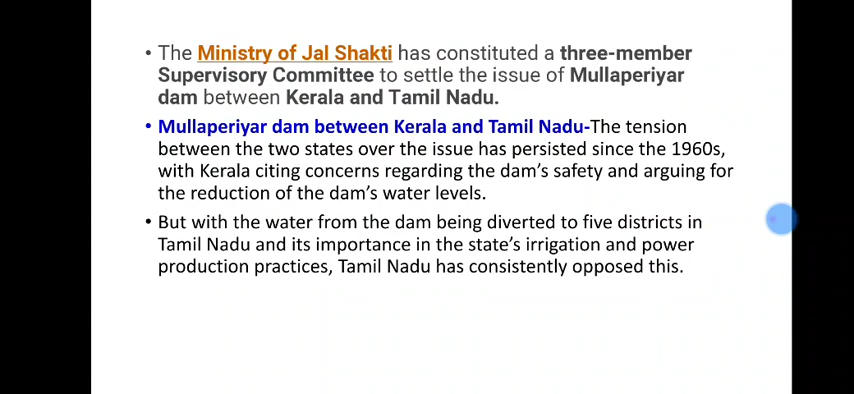 • The Ministry of Jal Shakti has constituted a three-member
Supervisory Committee to settle the issue of Mullaperiyar
dam between Kerala and Tamil Nadu.
• Mullaperiyar dam between Kerala and Tamil Nadu-The tension
between the two states over the issue has persisted since the 1960s,
with Kerala citing concerns regarding the dam's safety and arguing for
the reduction of the dam's water levels.
• But with the water from the dam being diverted to five districts in
Tamil Nadu and its importance in the state's irrigation and power
production practices, Tamil Nadu has consistently opposed this.